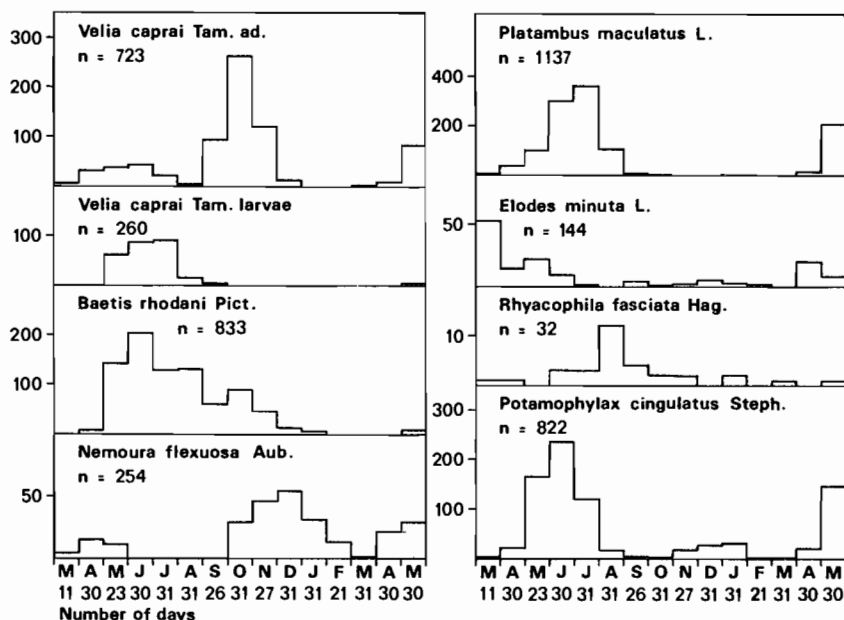 Velia caprai Tam. ad.
n = 723
300
200
100
Velia caprai Tam. larvae
n = 260
100
Baetis rhodani Pict.
n = 833
200
100
Nemoura flexuosa Aub.
n = 254
50
M A M J J A S O N D J F M A M
11 30 23 30 31 31 26 31 27 31 31 21 31 30 30
Number of days
Platambus maculatus L.
n = 1137
400
200
Elodes minuta L.
n = 144
50
Rhyacophila fasciata Hag.
n = 32
10
Potamophylax cingulatus Steph.
n = 822
300
200
100
M A M J J A S O N D J F M A M
11 30 23 30 31 31 26 31 27 31 31 21 31 30 30